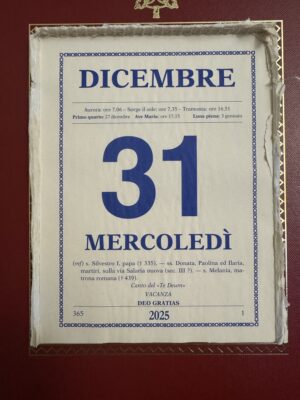 DICEMBRE
Aurora: ore 7.06 – Sorge il sole: ore 7.35 – Tramonta: ore 16.51
Primo quarto: 27 dicembre Ave Maria: ore 17.15 Luna piena: 3 gennaio
31
MERCOLEDÌ
(mf) s. Silvestro I, papa († 335). — ss. Donata, Paolina ed Ilaria,
martiri, sulla via Salaria nuova (sec. III ?). — s. Melania, ma-
trona romana († 439).
Canto del «Te Deum»
VACANZA
DEO GRATIAS
365 2025 1